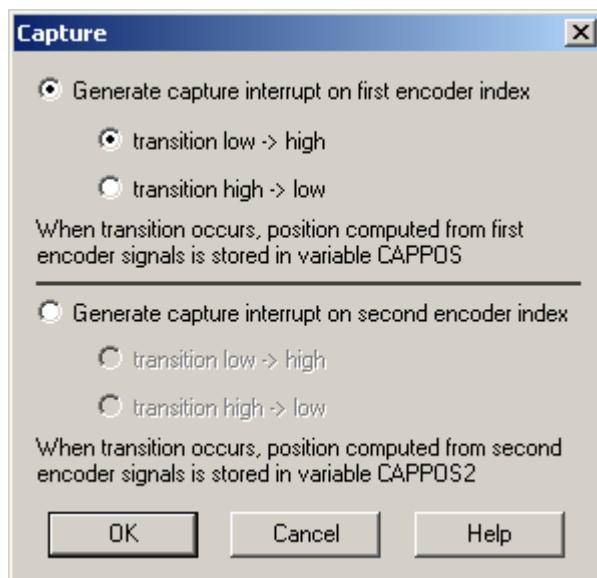 Capture
Generate capture interrupt on first encoder index
transition low -> high
transition high -> low
When transition occurs, position computed from first
encoder signals is stored in variable CAPPOS
Generate capture interrupt on second encoder index
transition low -> high
transition high -> low
When transition occurs, position computed from second
encoder signals is stored in variable CAPPOS2
OK Cancel Help